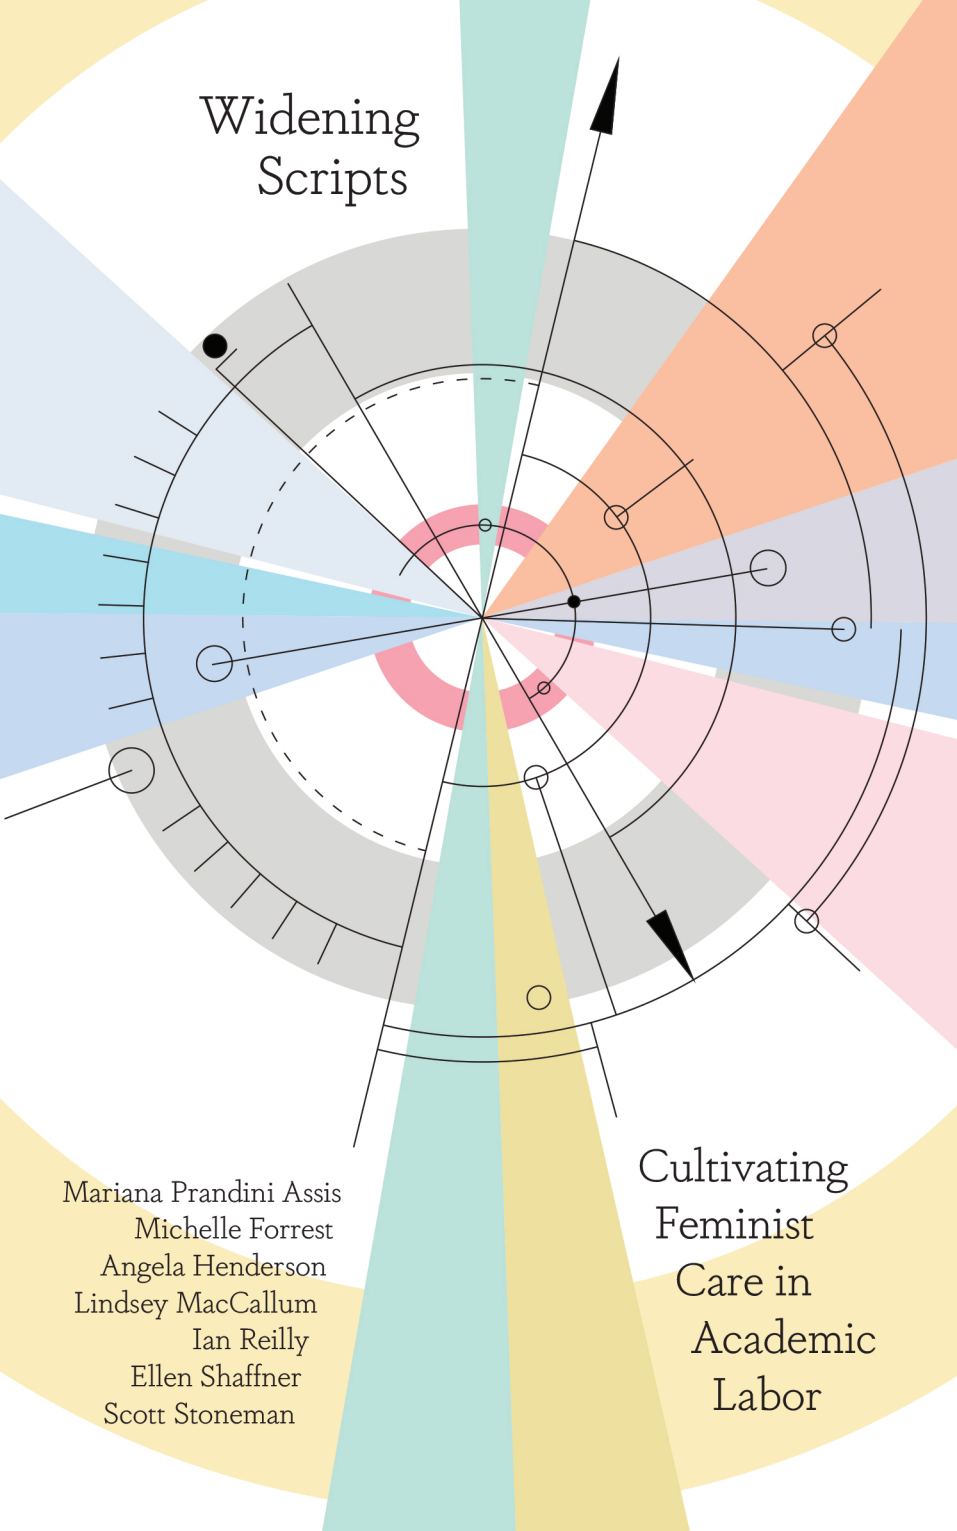 Widening
Scripts
Mariana Prandini Assis
Michelle Forrest
Angela Henderson
Lindsey MacCallum
Ian Reilly
Ellen Shaffner
Scott Stoneman
Cultivating
Feminist
Care in
Academic
Labor